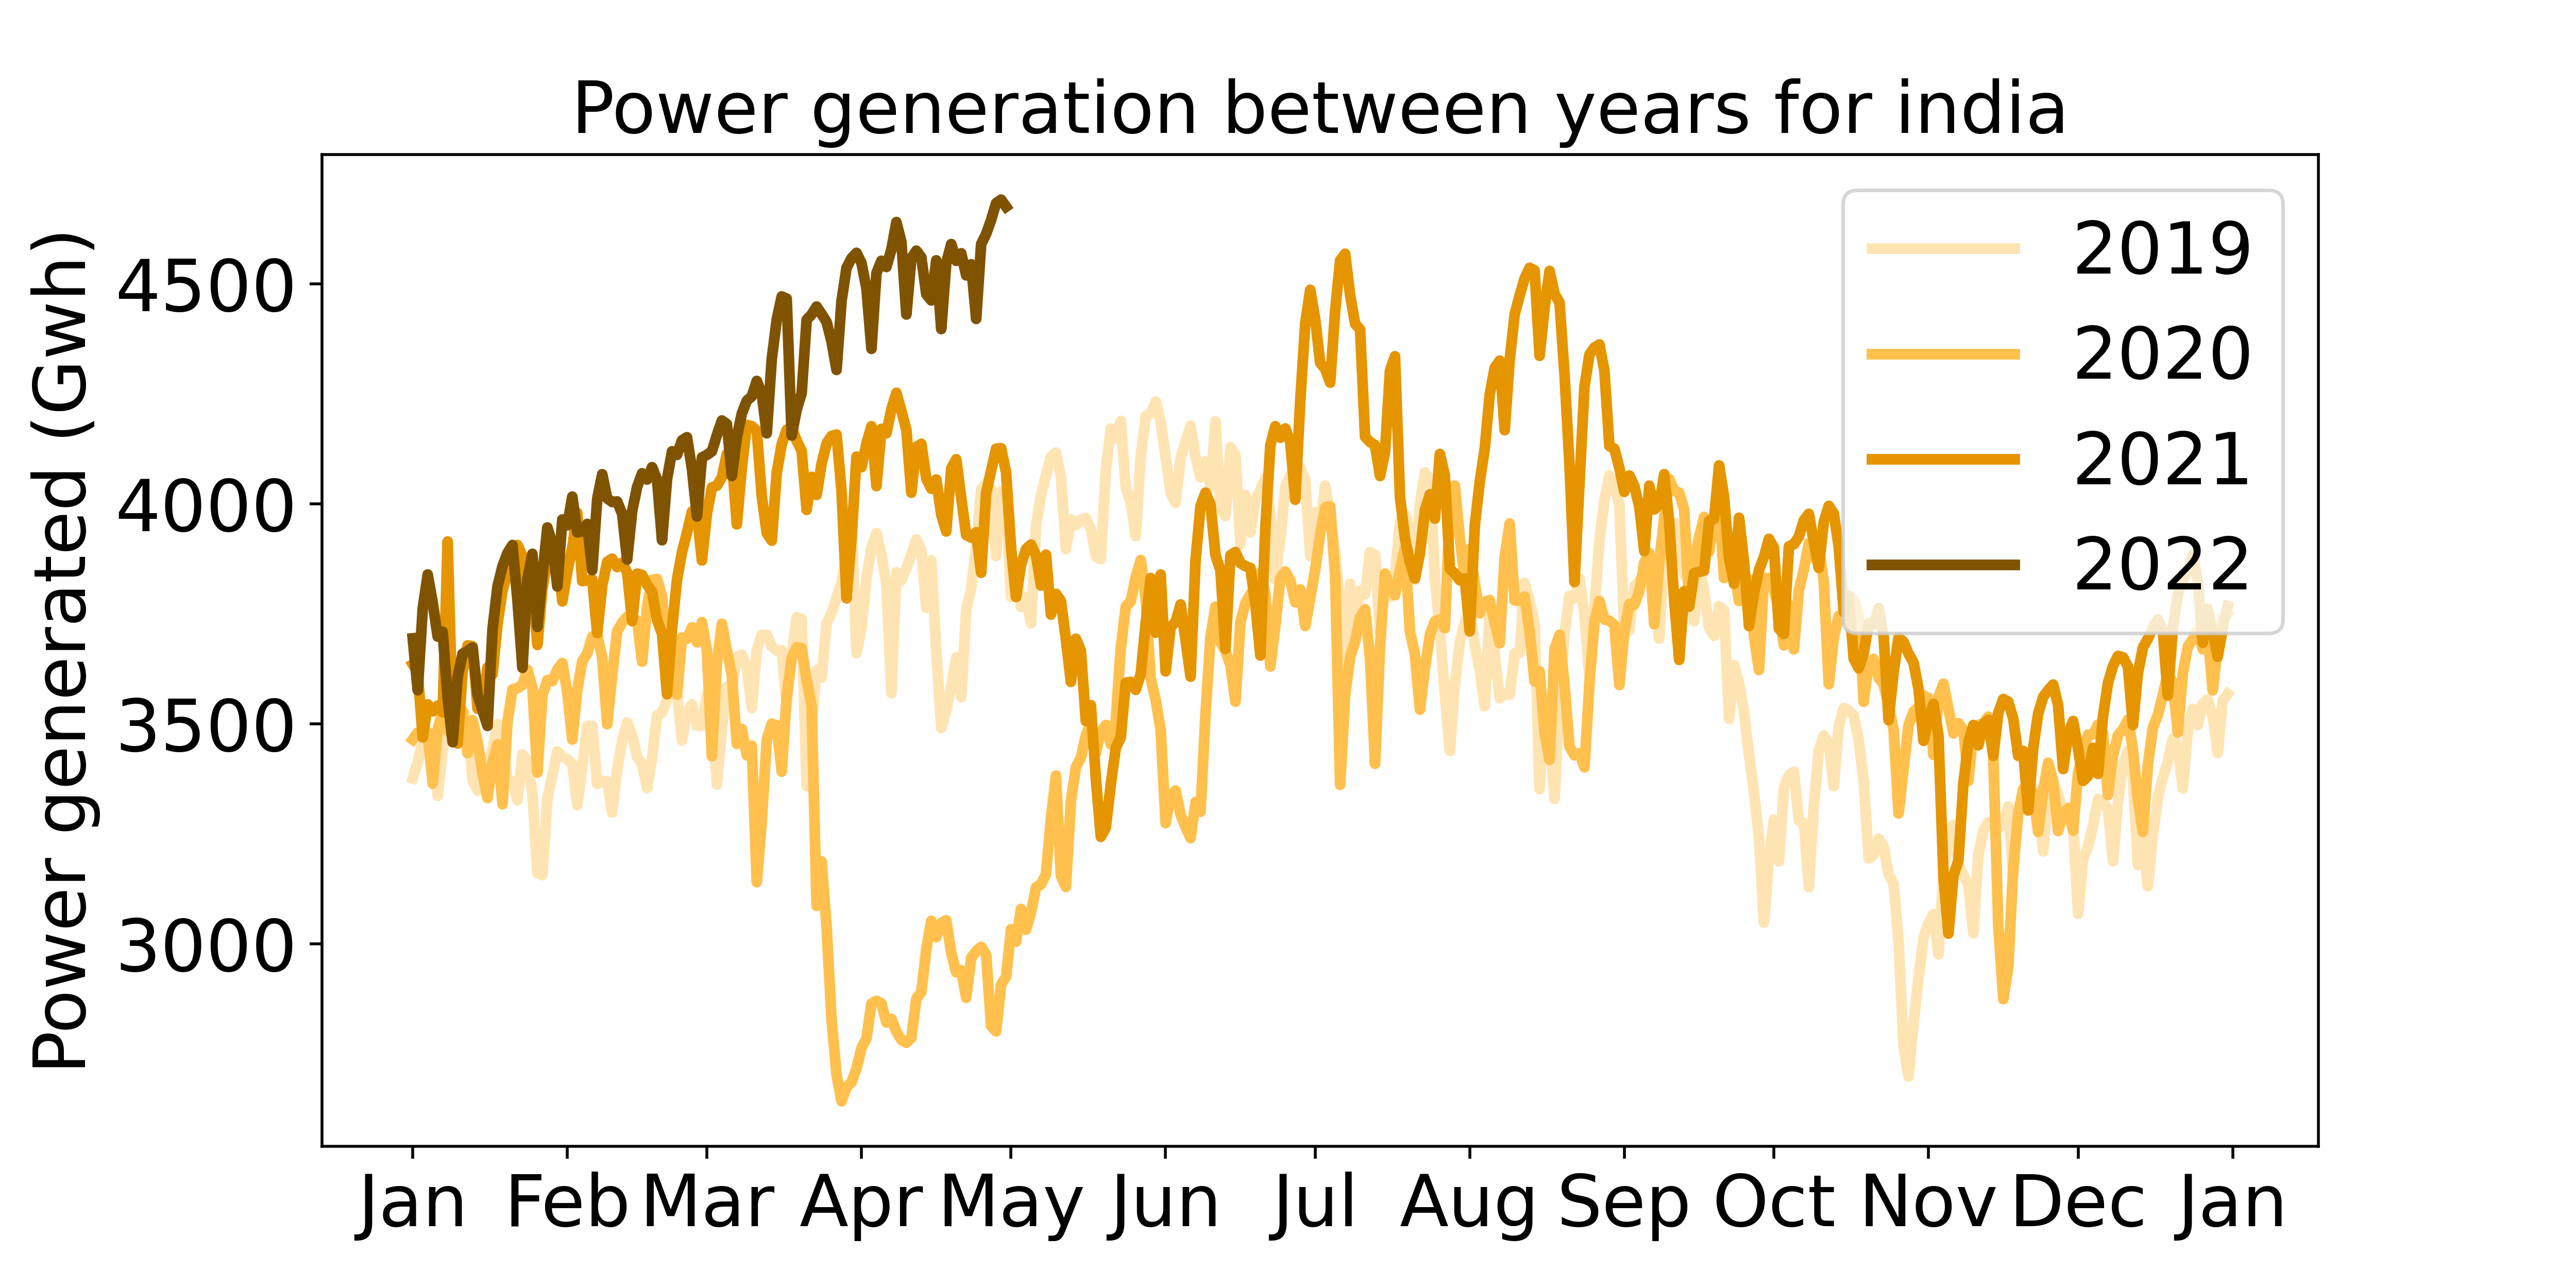 Power generation between years for india
Power generated (Gwh)
4500
4000
3500
3000
2019
2020
2021
2022
Jan Feb Mar Apr May Jun Jul Aug Sep Oct Nov Dec Jan